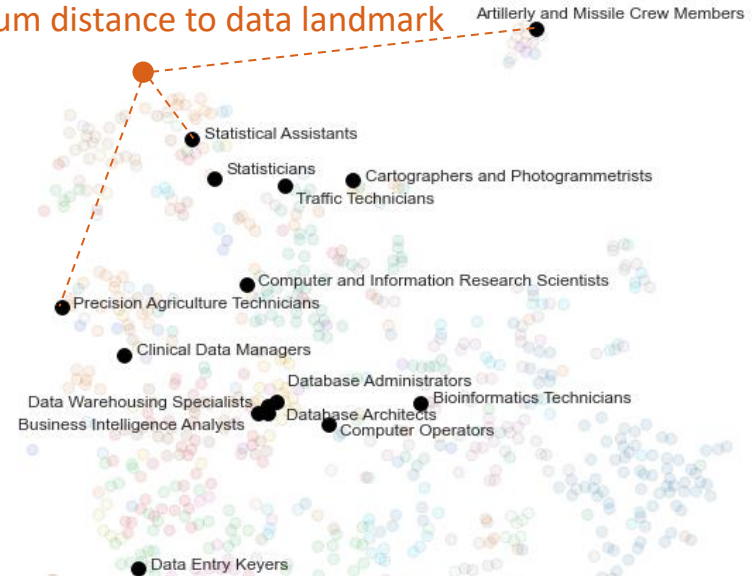 um distance to data landmark
Artillerly and Missile Crew Members
Statistical Assistants
Statisticians
Cartographers and Photogrammetrists
Traffic Technicians
Computer and Information Research Scientists
Precision Agriculture Technicians
Clinical Data Managers
Database Administrators
Data Warehousing Specialists
Bioinformatics Technicians
Database Architects
Business Intelligence Analysts
Computer Operators
Data Entry Keyers